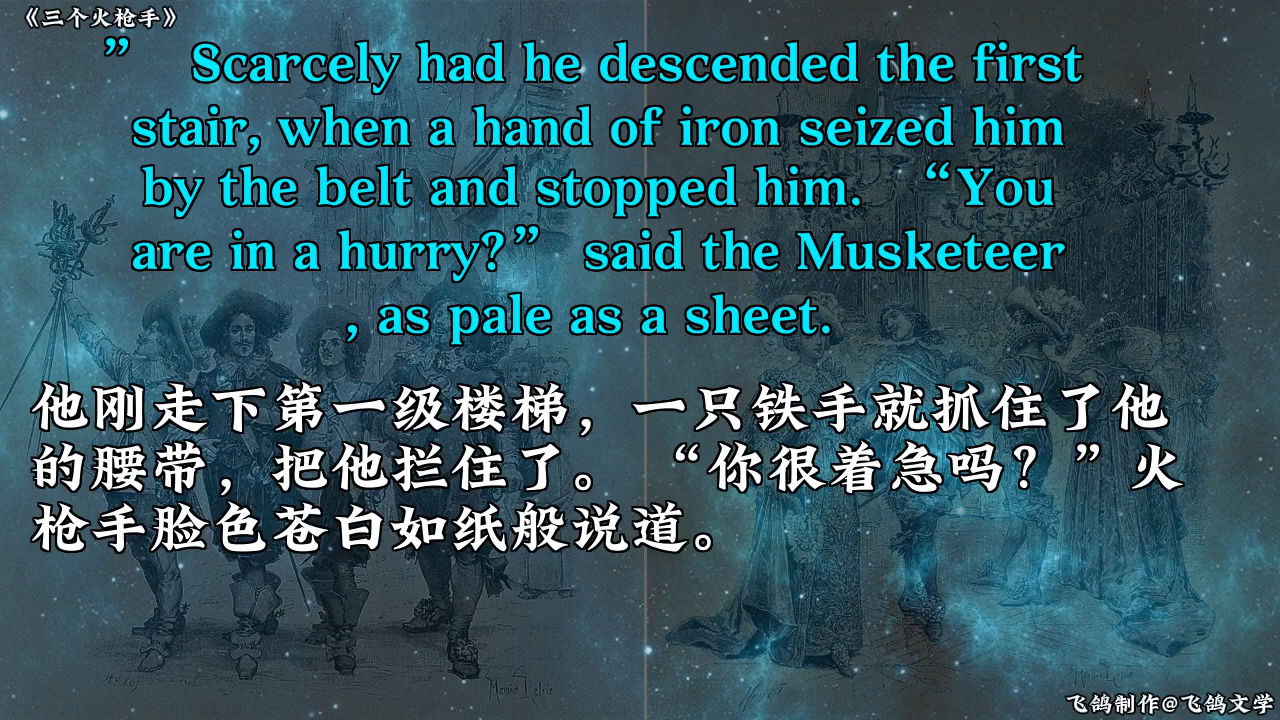 《三个火枪手》
” Scarcely had he descended the first
stair, when a hand of iron seized him
by the belt and stopped him. “You
are in a hurry?” said the Musketeer
, as pale as a sheet.
他刚走下第一级楼梯，一只铁手就抓住了他
的腰带，把他拦住了。 “你很着急吗？”火
枪手脸色苍白如纸般说道。
飞鸽制作@飞鸽文学